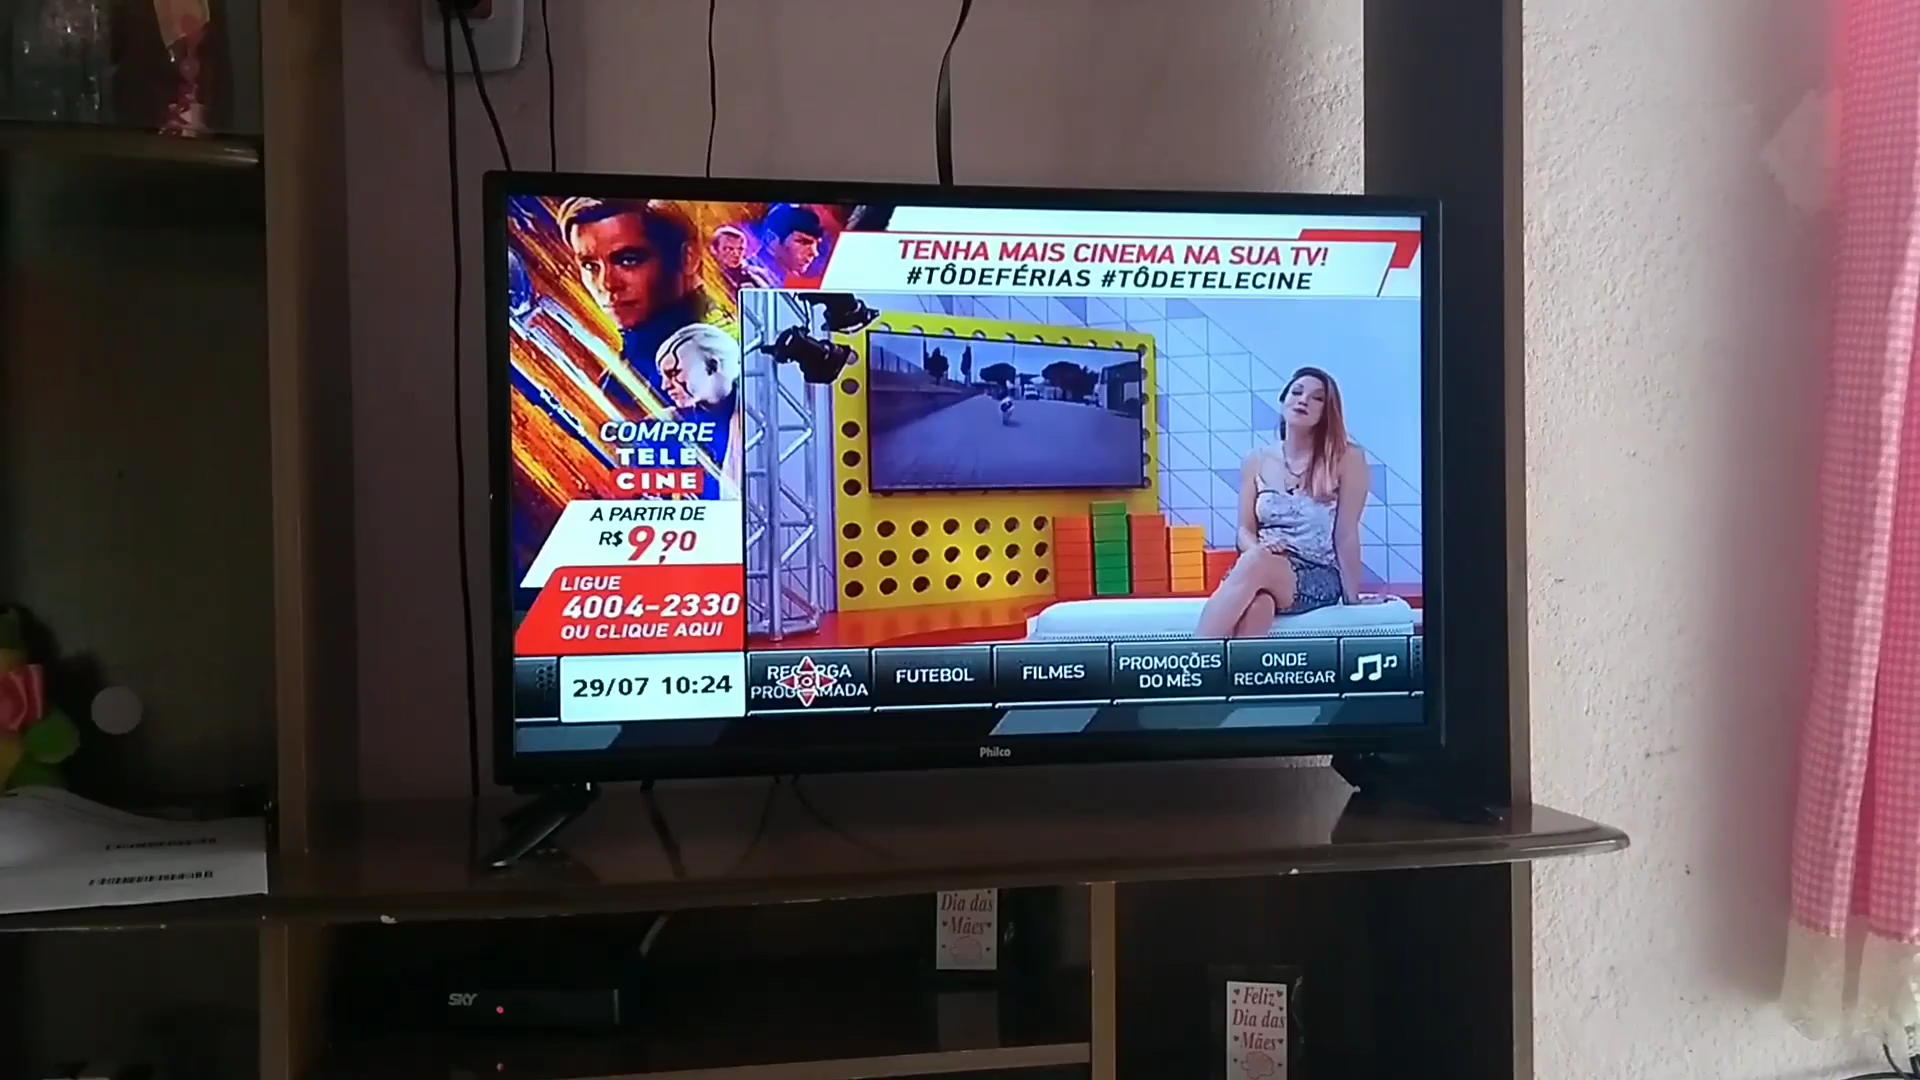 TENHA MAIS CINEMA NA SUA TV!
#TÔDEFÉRIAS #TÔDETELECINE
COMPRE
TELE
CINE
A PARTIR DE
R$ 9,90
LIGUE
4004-2330
OU CLIQUE AQUI
29/07 10:24
RECARGA
PROGRAMADA
FUTEBOL
FILMES
PROMOÇÕES
DO MÊS
ONDE
RECARREGAR
Philco
SKY
Dia das
Mães
Feliz
Dia das
Mães